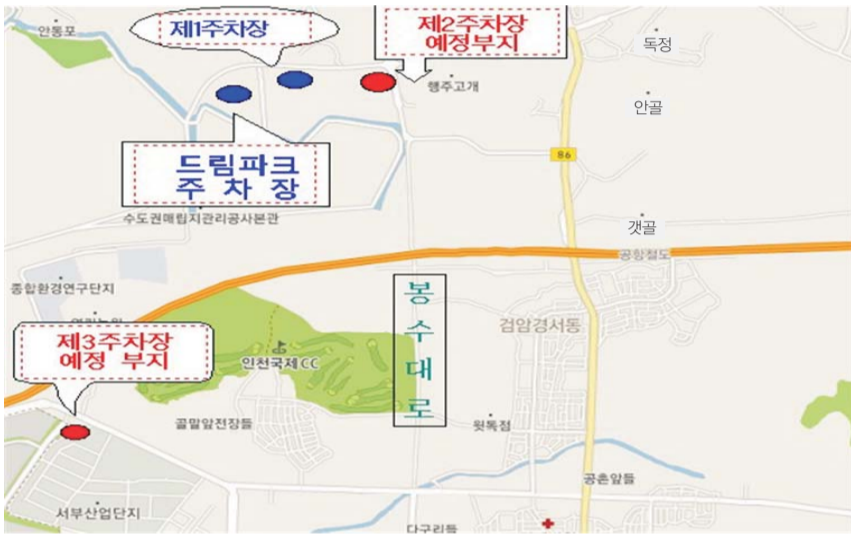 안동포
제1주차장
제2주차장
예정부지
독정
행주고개
안골
드림파크
주 차 장
86
수도권매립지관리공사본관
갯골
공항철도
종합환경연구단지
봉
수
대
로
검암경서동
제3주차장
예정 부지
인천국제CC
골말앞전장들
윗독점
공촌앞들
서부산업단지
다구리들